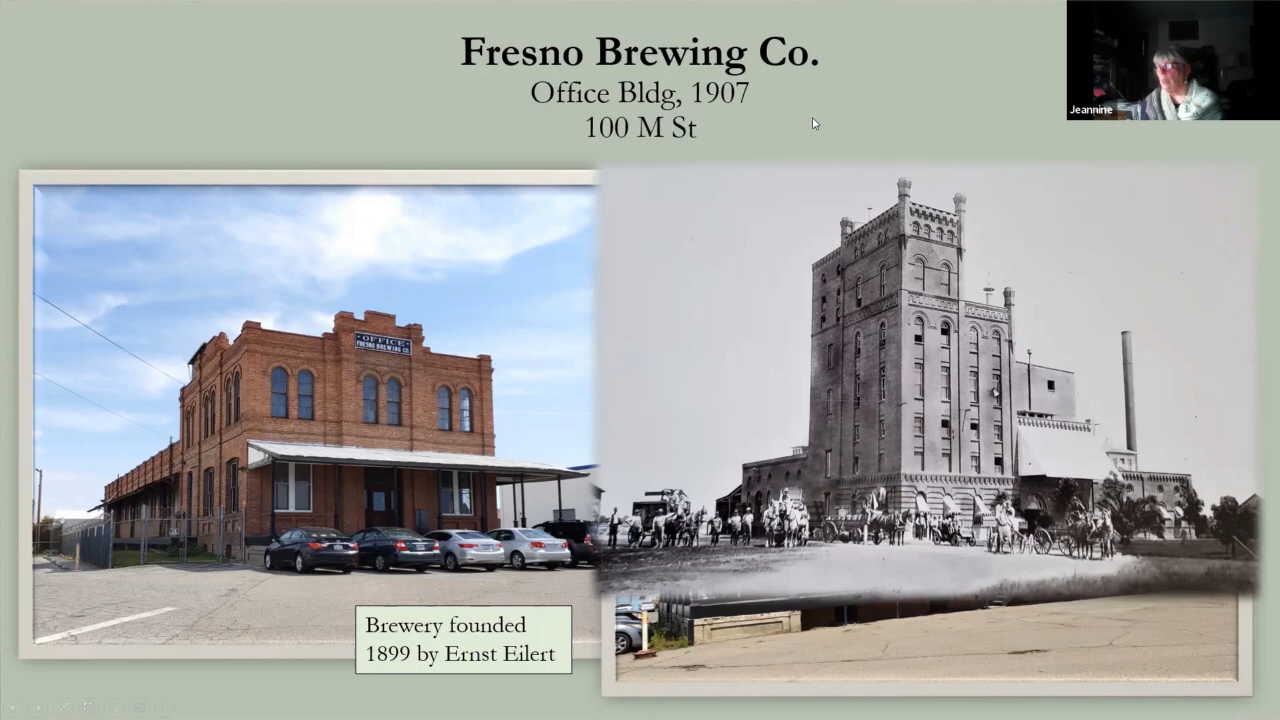 Fresno Brewing Co.
Office Bldg, 1907
100 M St
Jeannine
OFFICE
FRESNO BREWING CO.
Brewery founded
1899 by Ernst Eilert